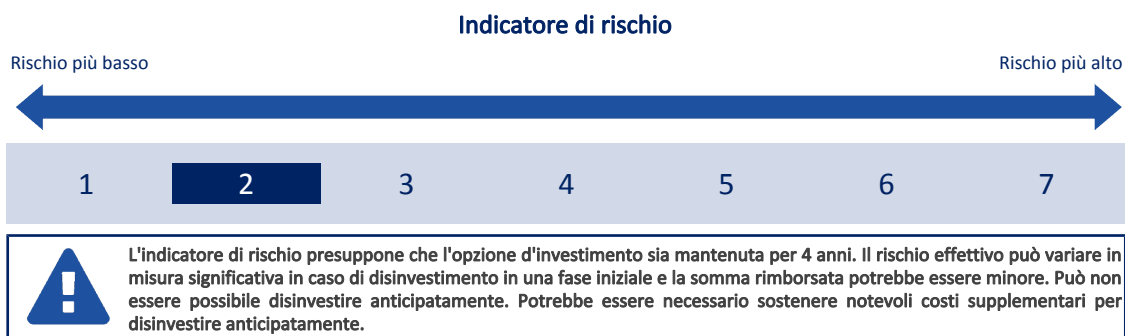 Indicatore di rischio
Rischio più basso
Rischio più alto
1 2 3 4 5 6 7
L'indicatore di rischio presuppone che l'opzione d'investimento sia mantenuta per 4 anni. Il rischio effettivo può variare in
misura significativa in caso di disinvestimento in una fase iniziale e la somma rimborsata potrebbe essere minore. Può non
essere possibile disinvestire anticipatamente. Potrebbe essere necessario sostenere notevoli costi supplementari per
disinvestire anticipatamente.